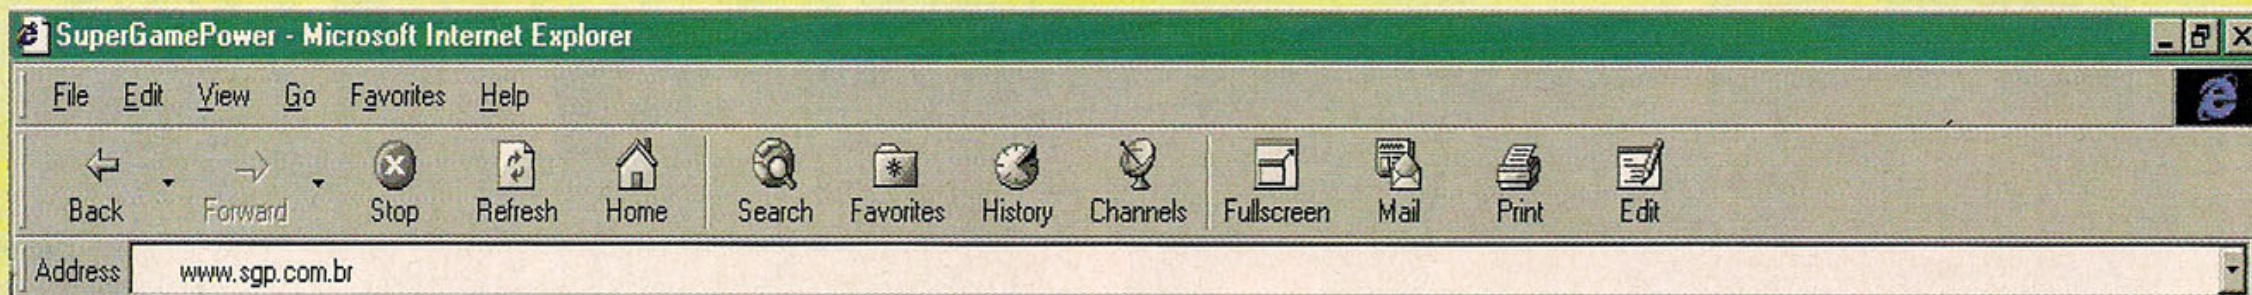 SuperGamePower - Microsoft Internet Explorer
File Edit View Go Favorites Help
Back Forward Stop Refresh Home Search Favorites History Channels Fullscreen Mail Print Edit
Address www.sgp.com.br